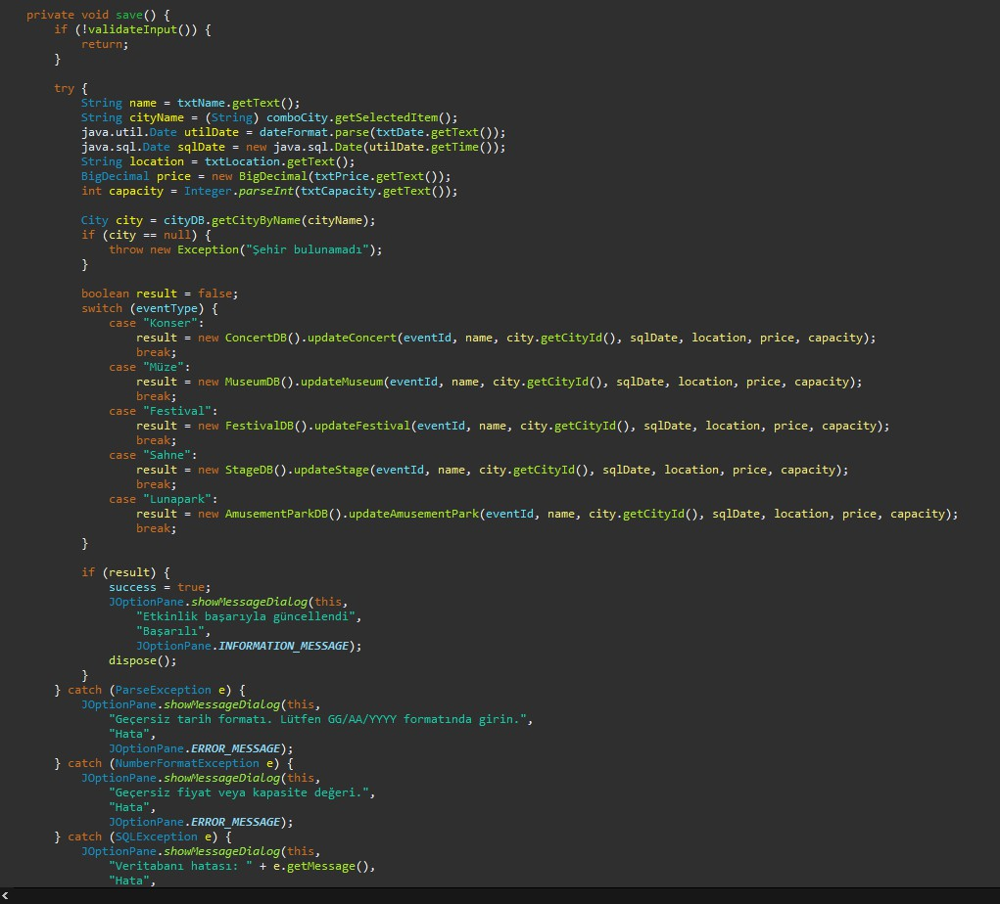 private void save() {
    if (!validateInput()) {
        return;
    }

    try {
        String name = txtName.getText();
        String cityName = (String) comboCity.getSelectedItem();
        java.util.Date utilDate = dateFormat.parse(txtDate.getText());
        java.sql.Date sqlDate = new java.sql.Date(utilDate.getTime());
        String location = txtLocation.getText();
        BigDecimal price = new BigDecimal(txtPrice.getText());
        int capacity = Integer.parseInt(txtCapacity.getText());

        City city = cityDB.getCityByName(cityName);
        if (city == null) {
            throw new Exception("Şehir bulunamadı");
        }

        boolean result = false;
        switch (eventType) {
            case "Konser":
                result = new ConcertDB().updateConcert(eventId, name, city.getCityId(), sqlDate, location, price, capacity);
                break;
            case "Müze":
                result = new MuseumDB().updateMuseum(eventId, name, city.getCityId(), sqlDate, location, price, capacity);
                break;
            case "Festival":
                result = new FestivalDB().updateFestival(eventId, name, city.getCityId(), sqlDate, location, price, capacity);
                break;
            case "Sahne":
                result = new StageDB().updateStage(eventId, name, city.getCityId(), sqlDate, location, price, capacity);
                break;
            case "Lunapark":
                result = new AmusementParkDB().updateAmusementPark(eventId, name, city.getCityId(), sqlDate, location, price, capacity);
                break;
        }

        if (result) {
            success = true;
            JOptionPane.showMessageDialog(this,
                "Etkinlik başarıyla güncellendi",
                "Başarılı",
                JOptionPane.INFORMATION_MESSAGE);
            dispose();
        }
    } catch (ParseException e) {
        JOptionPane.showMessageDialog(this,
            "Geçersiz tarih formatı. Lütfen GG/AA/YYYY formatında girin.",
            "Hata",
            JOptionPane.ERROR_MESSAGE);
    } catch (NumberFormatException e) {
        JOptionPane.showMessageDialog(this,
            "Geçersiz fiyat veya kapasite değeri.",
            "Hata",
            JOptionPane.ERROR_MESSAGE);
    } catch (SQLException e) {
        JOptionPane.showMessageDialog(this,
            "Veritabanı hatası: " + e.getMessage(),
            "Hata",